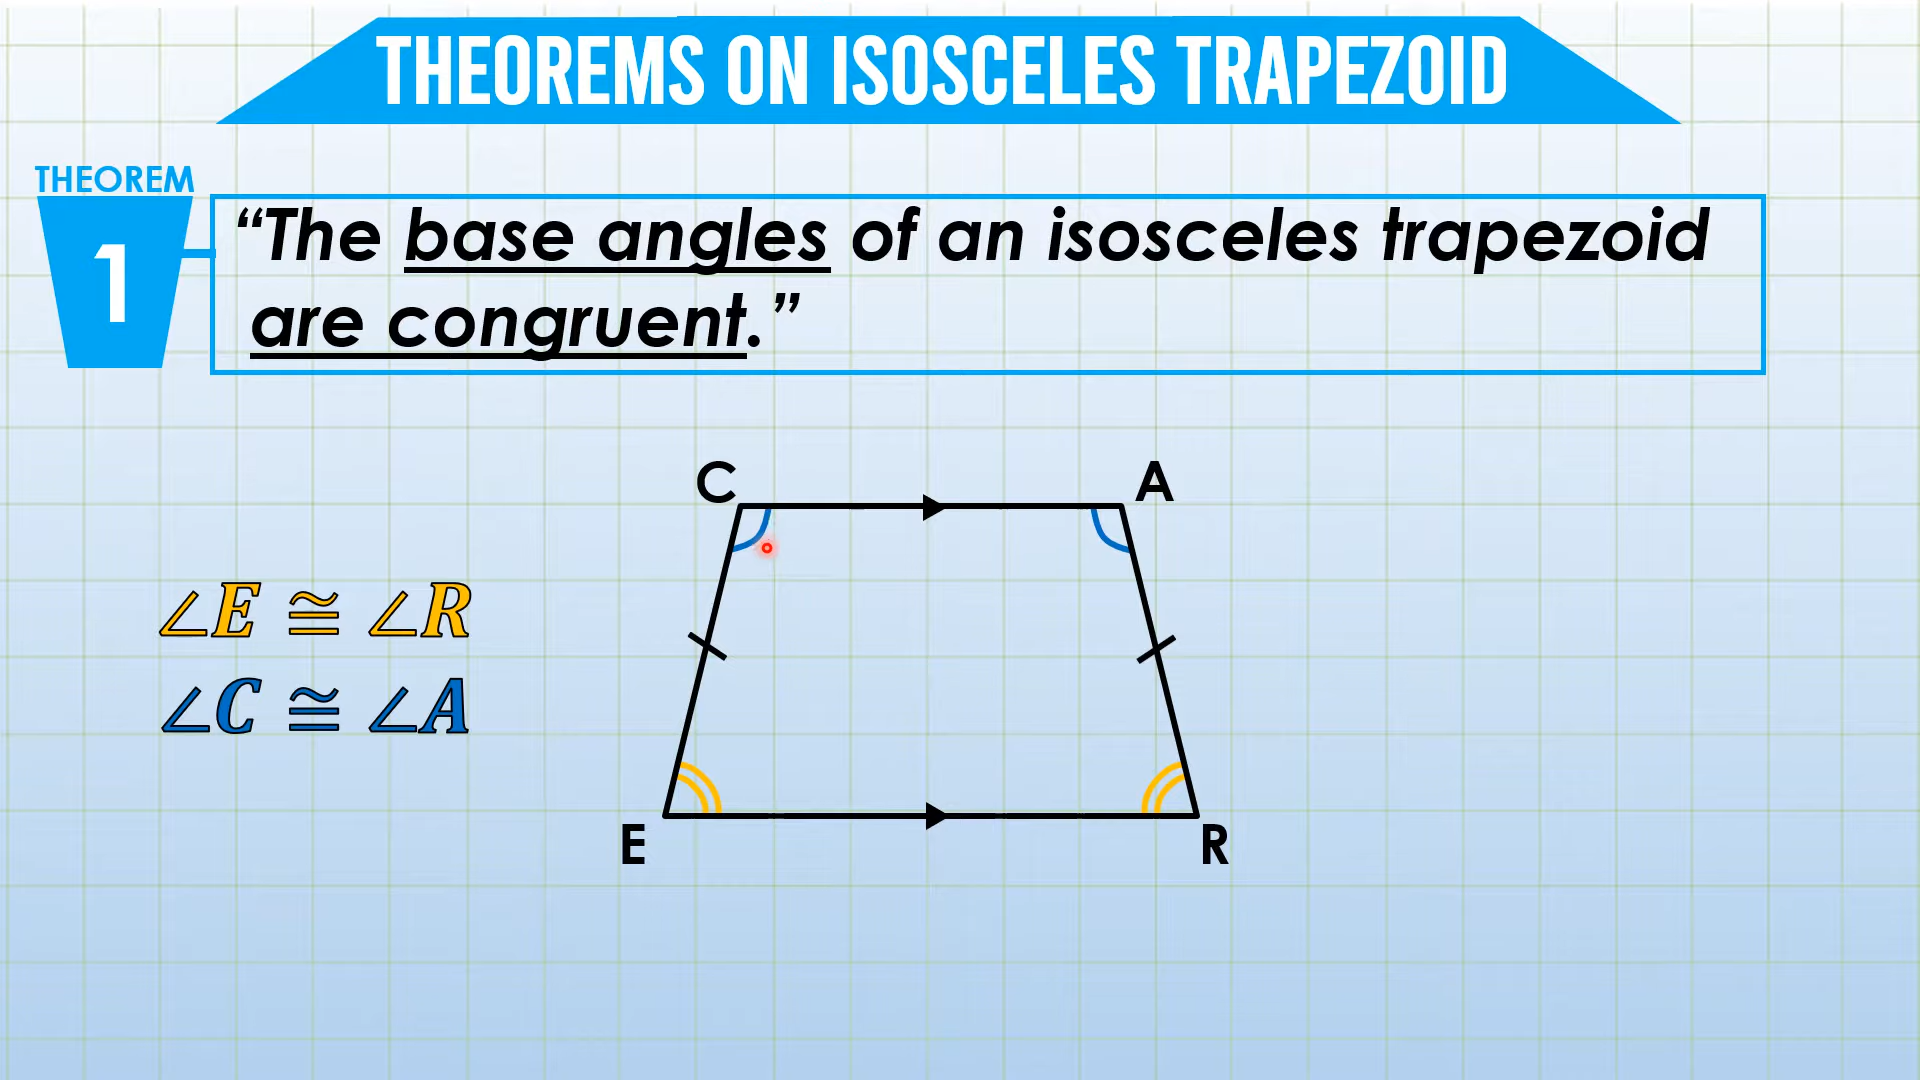 THEOREMS ON ISOSCELES TRAPEZOID
THEOREM
1
“The base angles of an isosceles trapezoid
are congruent.”
C
A
∠E ≅ ∠R
∠C ≅ ∠A
E
R